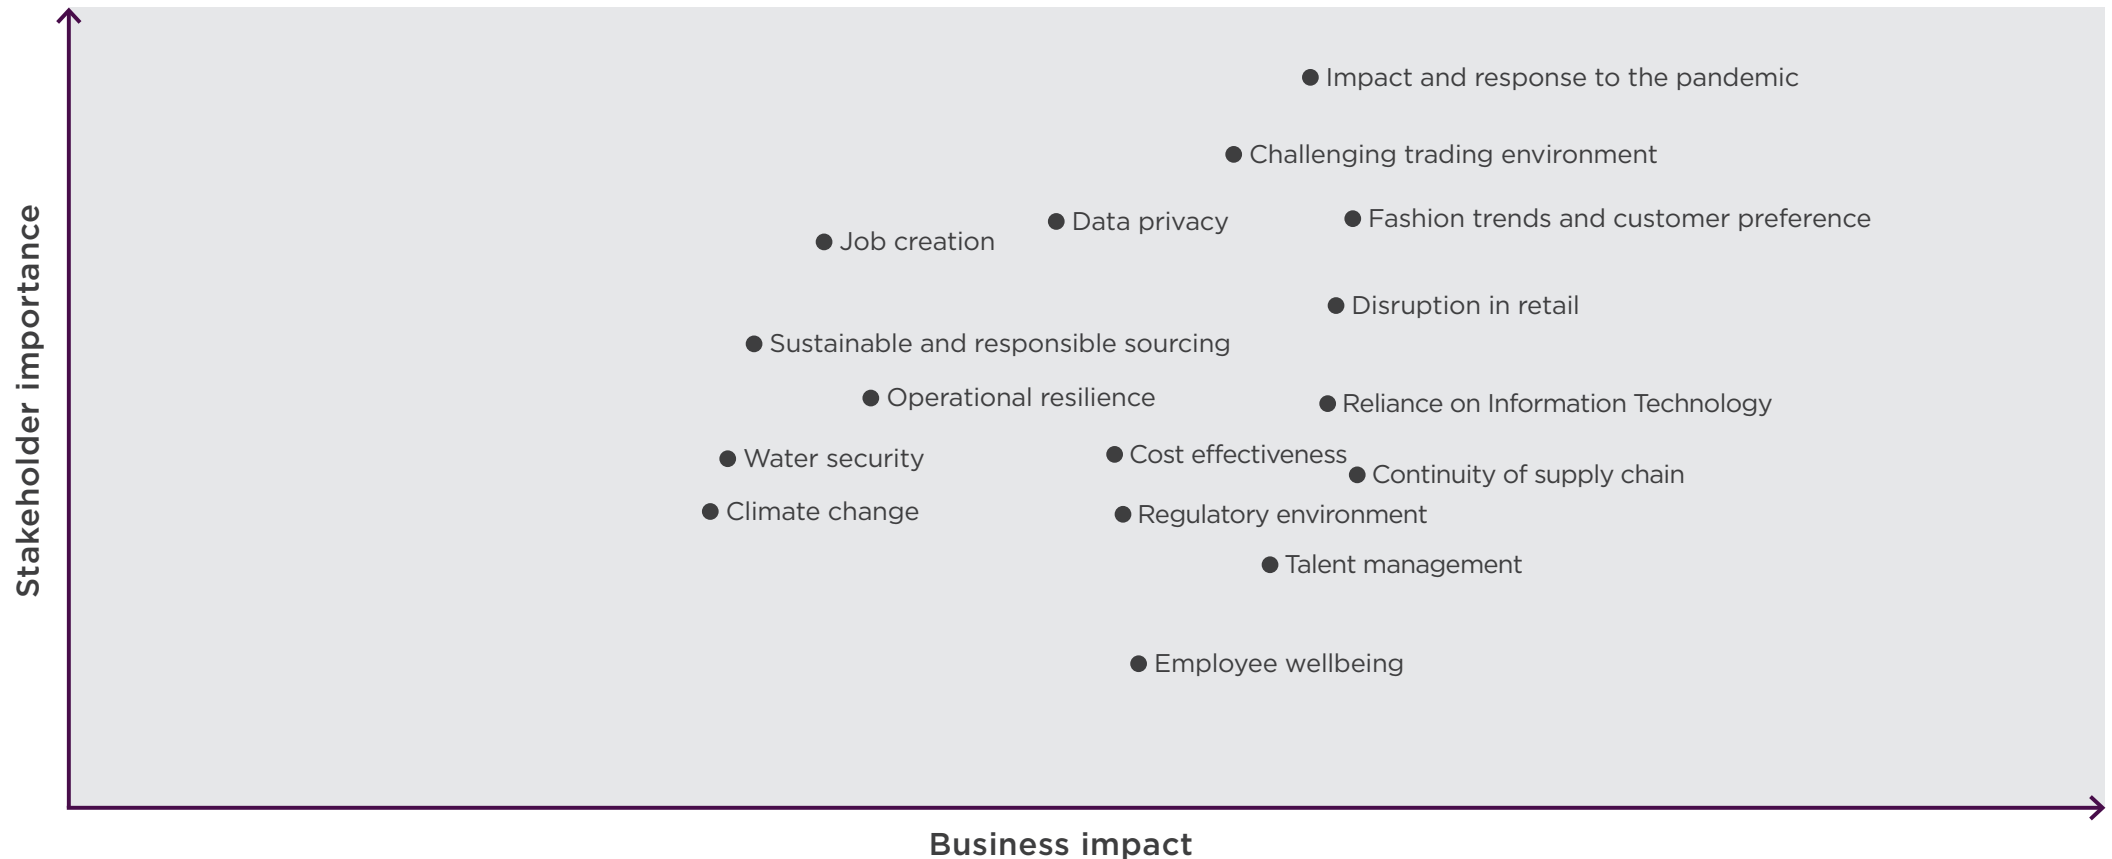 Impact and response to the pandemic
Challenging trading environment
Fashion trends and customer preference
Data privacy
Job creation
Disruption in retail
Sustainable and responsible sourcing
Operational resilience
Reliance on Information Technology
Cost effectiveness
Water security
Continuity of supply chain
Climate change
Regulatory environment
Talent management
Employee wellbeing
Stakeholder importance
Business impact